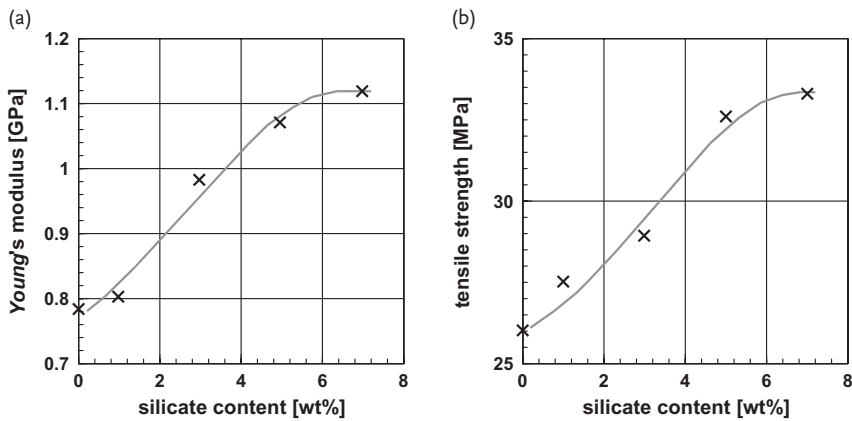 (a)
1.2
1.1
1
0.9
0.8
0.7
0 2 4 6 8
Young's modulus [GPa]
silicate content [wt%]
(b)
35
30
25
0 2 4 6 8
tensile strength [MPa]
silicate content [wt%]